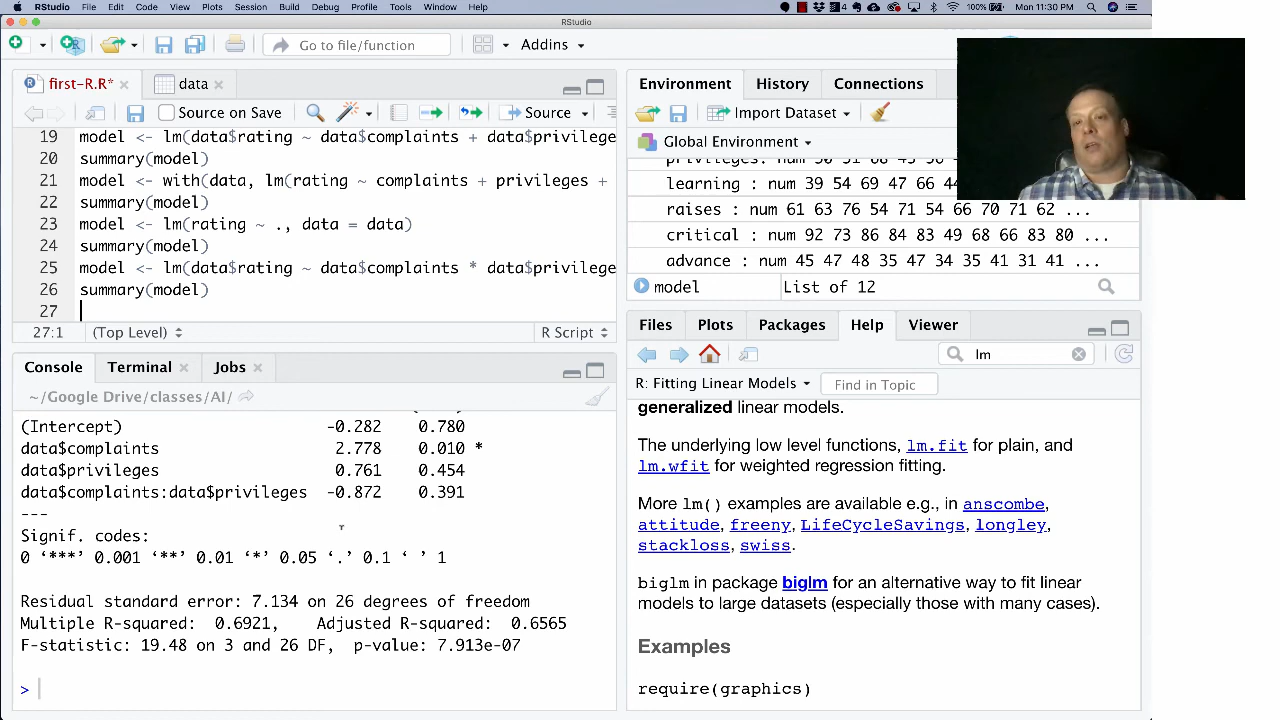 RStudio File Edit Code View Plots Session Build Debug Profile Tools Window Help 4 100% Mon 11:30 PM
RStudio
Go to file/function Addins
first-R.R* data
Source on Save Source
19 model <- lm(data$rating ~ data$complaints + data$privilege
20 summary(model)
21 model <- with(data, lm(rating ~ complaints + privileges +
22 summary(model)
23 model <- lm(rating ~ ., data = data)
24 summary(model)
25 model <- lm(data$rating ~ data$complaints * data$privilege
26 summary(model)
27
27:1 (Top Level) R Script
Console Terminal Jobs
~/Google Drive/classes/AI/
(Intercept) -0.282 0.780
data$complaints 2.778 0.010 *
data$privileges 0.761 0.454
data$complaints:data$privileges -0.872 0.391
---
Signif. codes:
0 ‘***’ 0.001 ‘**’ 0.01 ‘*’ 0.05 ‘.’ 0.1 ‘ ’ 1
Residual standard error: 7.134 on 26 degrees of freedom
Multiple R-squared: 0.6921, Adjusted R-squared: 0.6565
F-statistic: 19.48 on 3 and 26 DF, p-value: 7.913e-07
>
Environment History Connections
Import Dataset
Global Environment
privileges: num 30 51 68 45 56
learning : num 39 54 69 47 66 44
raises : num 61 63 76 54 71 54 66 70 71 62 ...
critical : num 92 73 86 84 83 49 68 66 83 80 ...
advance : num 45 47 48 35 47 34 35 41 31 41 ...
model List of 12
Files Plots Packages Help Viewer
lm
R: Fitting Linear Models Find in Topic
generalized linear models.
The underlying low level functions, lm.fit for plain, and
lm.wfit for weighted regression fitting.
More lm() examples are available e.g., in anscombe,
attitude, freeny, LifeCycleSavings, longley,
stackloss, swiss.
biglm in package biglm for an alternative way to fit linear
models to large datasets (especially those with many cases).
Examples
require(graphics)